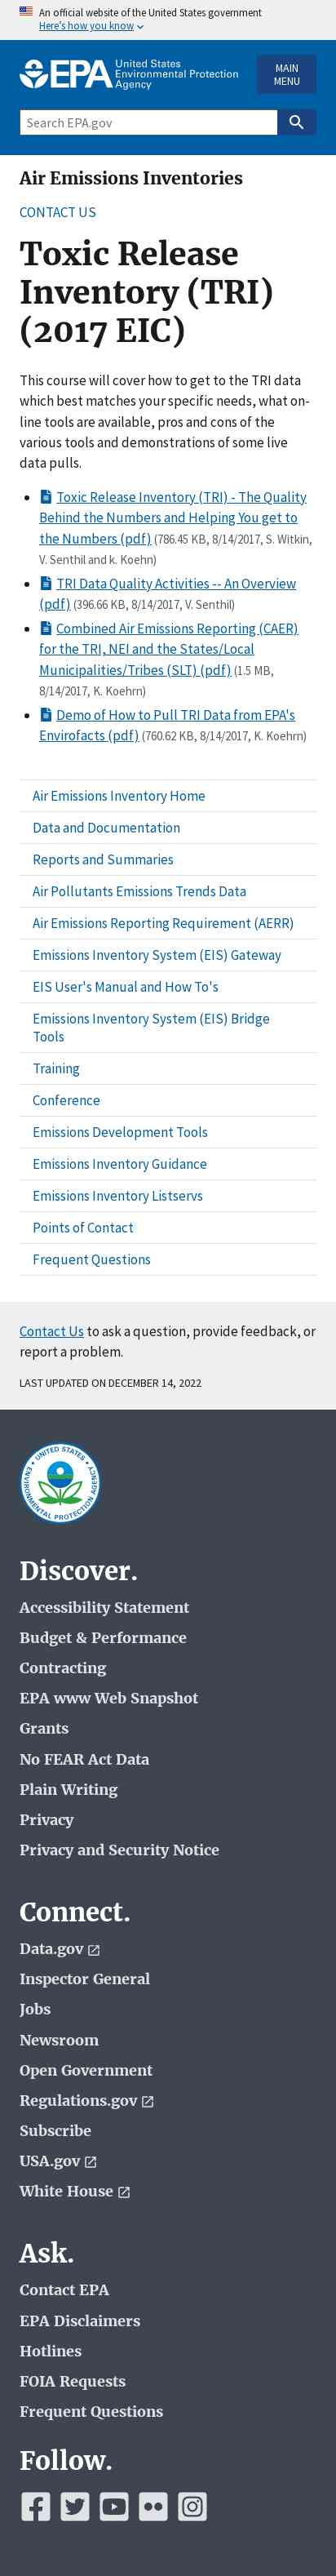 An official website of the United States government
Here's how you know
EPA United States
Environmental Protection
Agency
MAIN
MENU
Search EPA.gov
Air Emissions Inventories
CONTACT US
Toxic Release
Inventory (TRI)
(2017 EIC)
This course will cover how to get to the TRI data
which best matches your specific needs, what on-
line tools are available, pros and cons of the
various tools and demonstrations of some live
data pulls.
Toxic Release Inventory (TRI) - The Quality
Behind the Numbers and Helping You get to
the Numbers (pdf) (786.45 KB, 8/14/2017, S. Witkin,
V. Senthil and k. Koehn)
TRI Data Quality Activities -- An Overview
(pdf) (396.66 KB, 8/14/2017, V. Senthil)
Combined Air Emissions Reporting (CAER)
for the TRI, NEI and the States/Local
Municipalities/Tribes (SLT) (pdf) (1.5 MB,
8/14/2017, K. Koehrn)
Demo of How to Pull TRI Data from EPA's
Envirofacts (pdf) (760.62 KB, 8/14/2017, K. Koehrn)
Air Emissions Inventory Home
Data and Documentation
Reports and Summaries
Air Pollutants Emissions Trends Data
Air Emissions Reporting Requirement (AERR)
Emissions Inventory System (EIS) Gateway
EIS User's Manual and How To's
Emissions Inventory System (EIS) Bridge
Tools
Training
Conference
Emissions Development Tools
Emissions Inventory Guidance
Emissions Inventory Listservs
Points of Contact
Frequent Questions
Contact Us to ask a question, provide feedback, or
report a problem.
LAST UPDATED ON DECEMBER 14, 2022
UNITED STATES
ENVIRONMENTAL PROTECTION AGENCY
Discover.
Accessibility Statement
Budget & Performance
Contracting
EPA www Web Snapshot
Grants
No FEAR Act Data
Plain Writing
Privacy
Privacy and Security Notice
Connect.
Data.gov
Inspector General
Jobs
Newsroom
Open Government
Regulations.gov
Subscribe
USA.gov
White House
Ask.
Contact EPA
EPA Disclaimers
Hotlines
FOIA Requests
Frequent Questions
Follow.